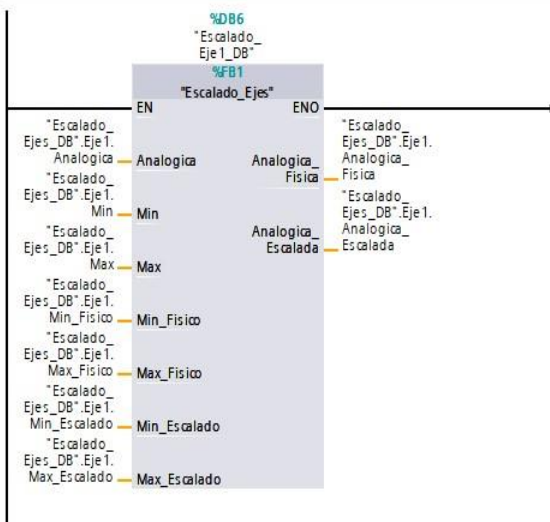 %DB6
"Escalado_
Eje1_DB"
%FB1
"Escalado_Ejes"
EN
ENO
"Escalado_
Ejes_DB".Eje1.
Analogica
Analogica
"Escalado_
Ejes_DB".Eje1.
Min
Min
"Escalado_
Ejes_DB".Eje1.
Max
Max
"Escalado_
Ejes_DB".Eje1.
Min_Fisico
Min_Fisico
"Escalado_
Ejes_DB".Eje1.
Max_Fisico
Max_Fisico
"Escalado_
Ejes_DB".Eje1.
Min_Escalado
Min_Escalado
"Escalado_
Ejes_DB".Eje1.
Max_Escalado
Max_Escalado
Analogica_
Fisica
"Escalado_
Ejes_DB".Eje1.
Analogica_
Fisica
Analogica_
Escalada
"Escalado_
Ejes_DB".Eje1.
Analogica_
Escalada